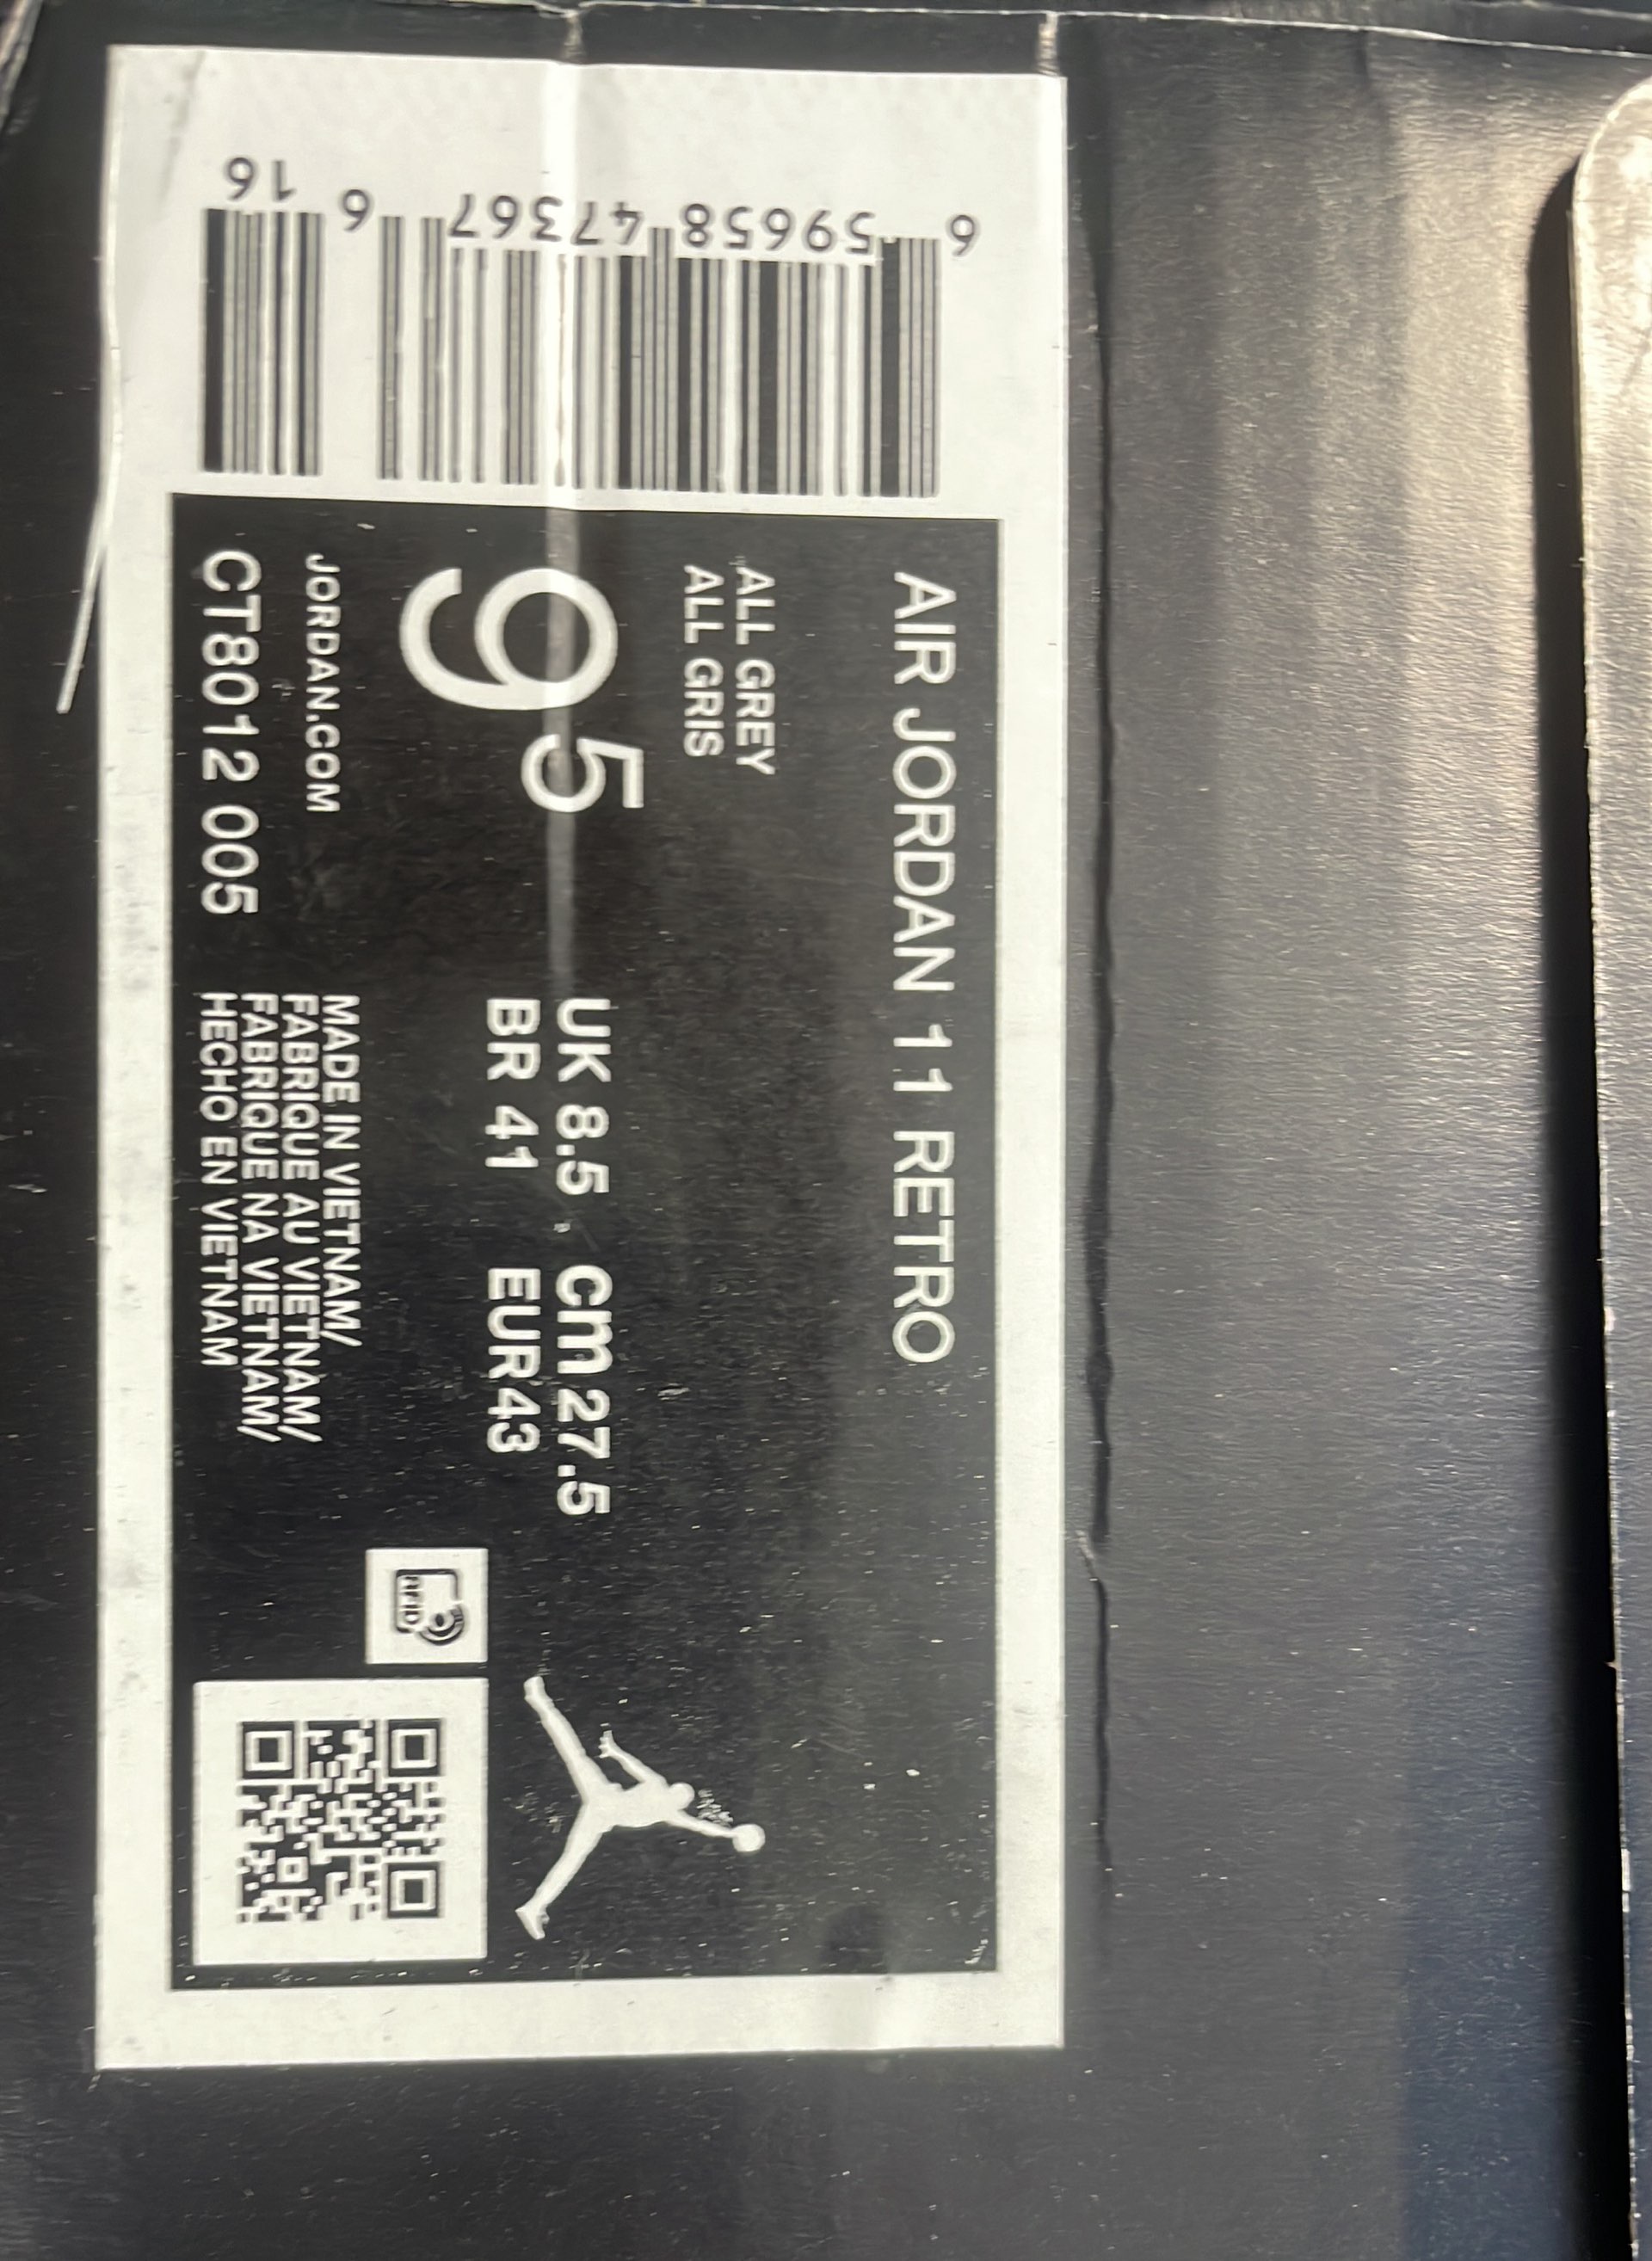 6 59658 47367 6 16
AIR JORDAN 11 RETRO
ALL GREY
ALL GRIS
9 5
UK 8.5 cm 27.5
BR 41 EUR 43
JORDAN.COM
CT8012 005
MADE IN VIETNAM/
FABRIQUE AU VIETNAM/
FABRIQUE NA VIETNAM/
HECHO EN VIETNAM
RFID